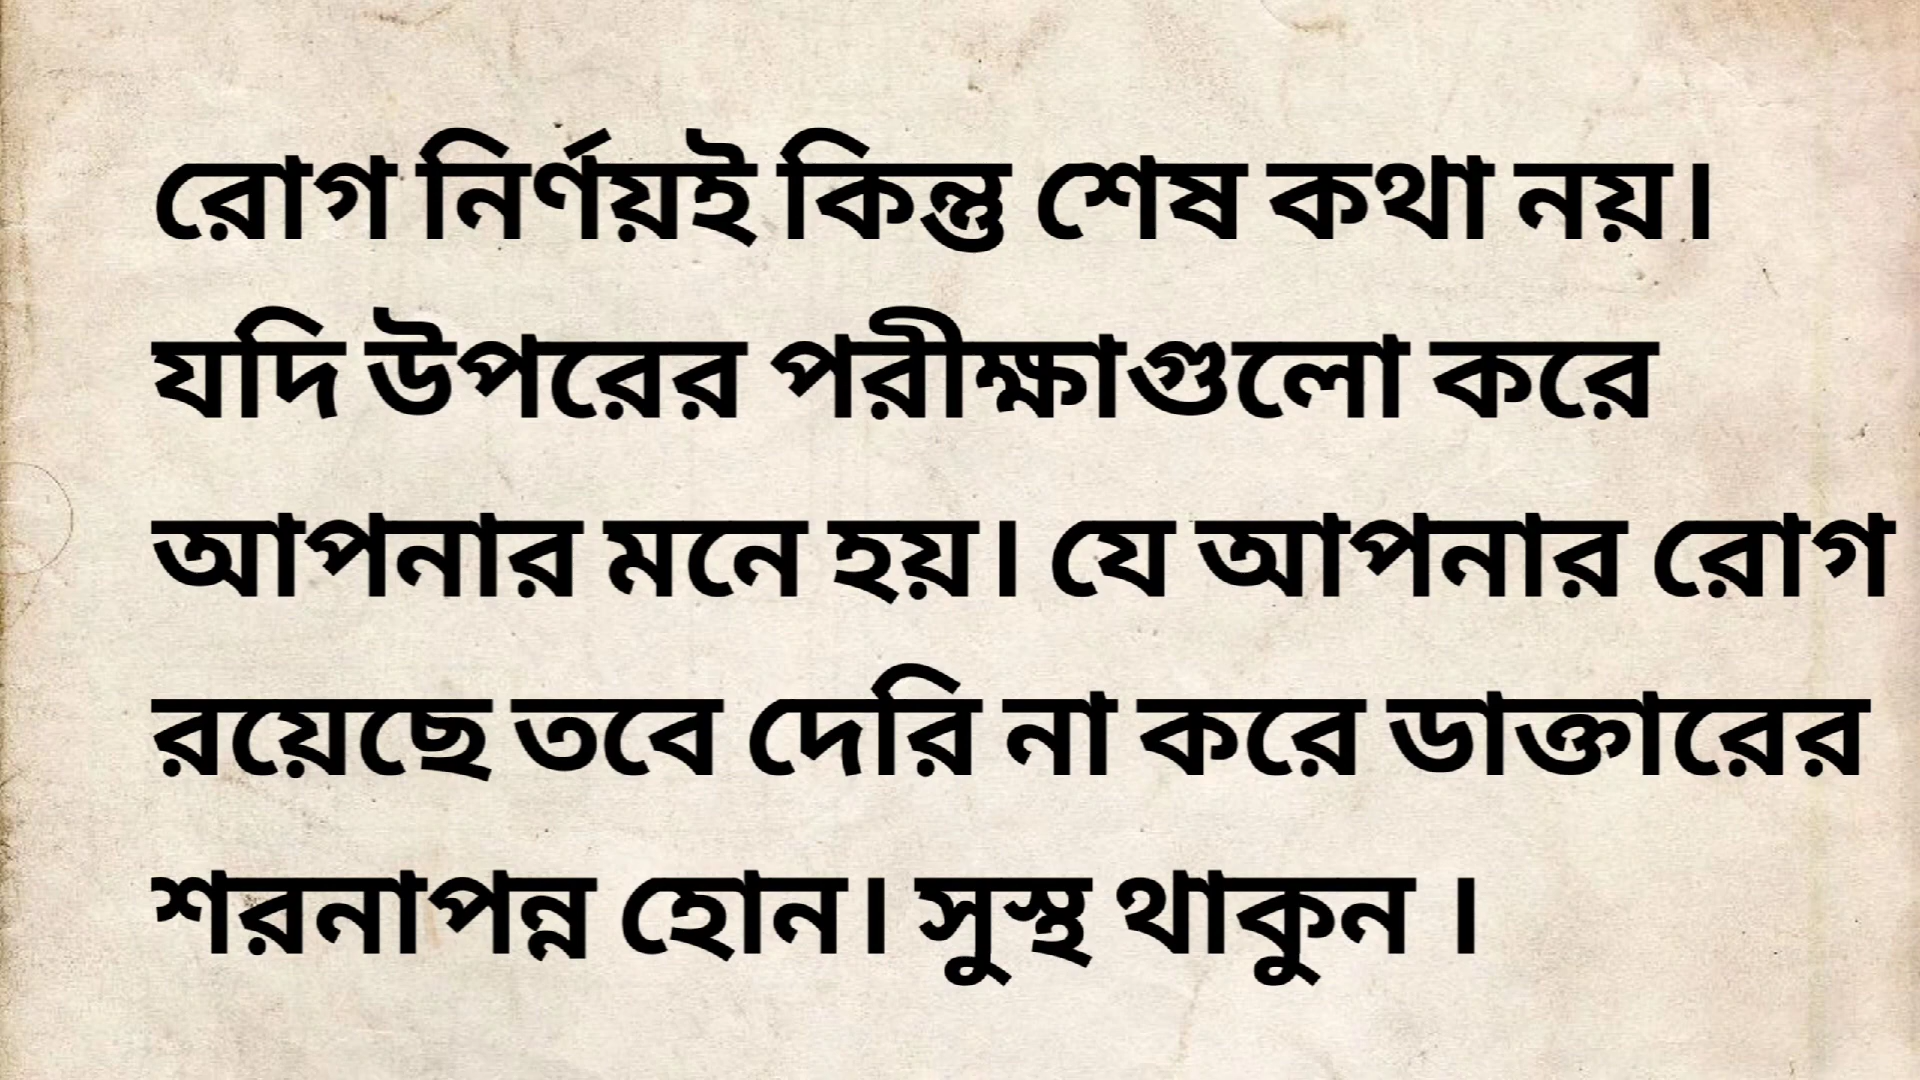 রোগ নির্ণয়ই কিন্তু শেষ কথা নয়।
যদি উপরের পরীক্ষাগুলো করে
আপনার মনে হয়। যে আপনার রোগ
রয়েছে তবে দেরি না করে ডাক্তারের
শরনাপন্ন হোন। সুস্থ থাকুন ।